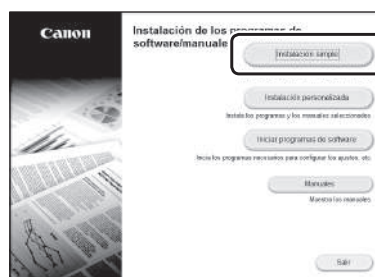 Canon
Instalación de los programas de
software/manuale
Instalación simple
Instalación personalizada
Instala los programas y los manuales seleccionados
Iniciar programas de software
Inicia los programas necesarios para configurar los ajustes, etc.
Manuales
Muestra los manuales
Salir